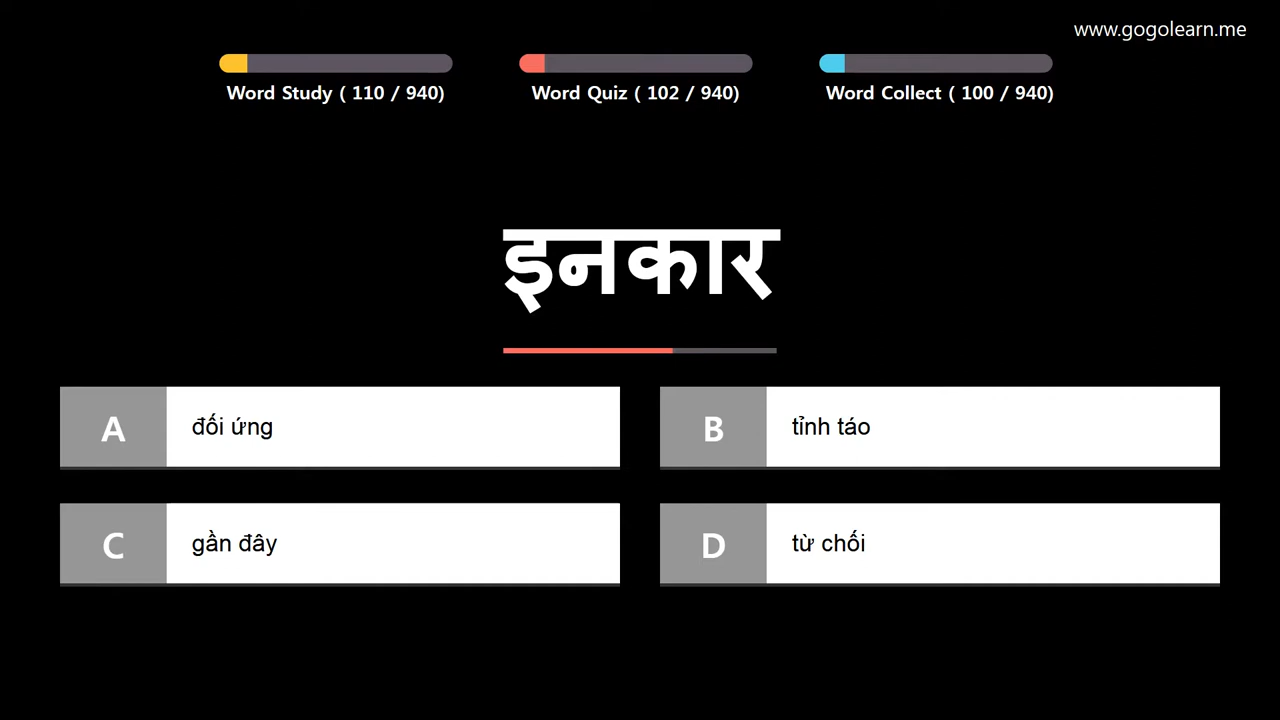 www.gogolearn.me
Word Study ( 110 / 940)
Word Quiz ( 102 / 940)
Word Collect ( 100 / 940)
इनकार
A
đối ứng
B
tỉnh táo
C
gần đây
D
từ chối